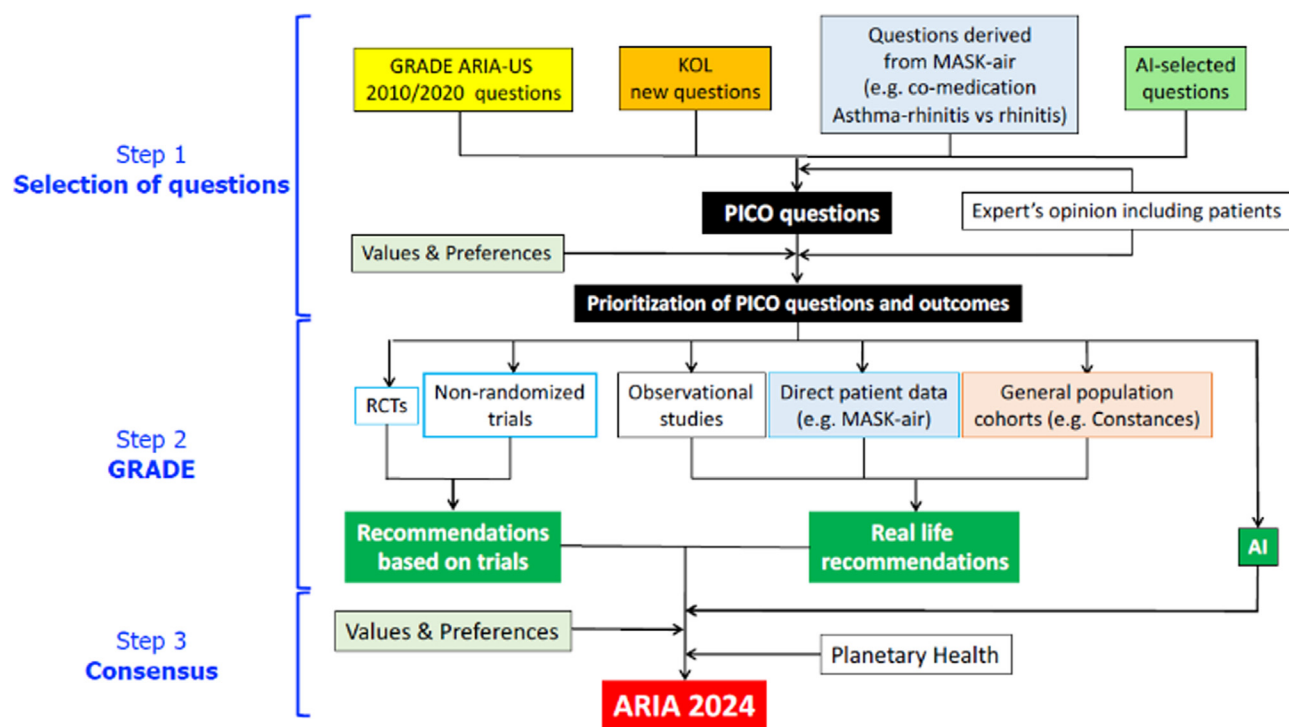 GRADE ARIA-US
2010/2020 questions
KOL
new questions
Questions derived
from MASK-air
(e.g. co-medication
Asthma-rhinitis vs rhinitis)
AI-selected
questions
Step 1
Selection of questions
PICO questions
Expert's opinion including patients
Values & Preferences
Prioritization of PICO questions and outcomes
Step 2
GRADE
RCTs
Non-randomized
trials
Observational
studies
Direct patient data
(e.g. MASK-air)
General population
cohorts (e.g. Constances)
Recommendations
based on trials
Real life
recommendations
AI
Step 3
Consensus
Values & Preferences
Planetary Health
ARIA 2024